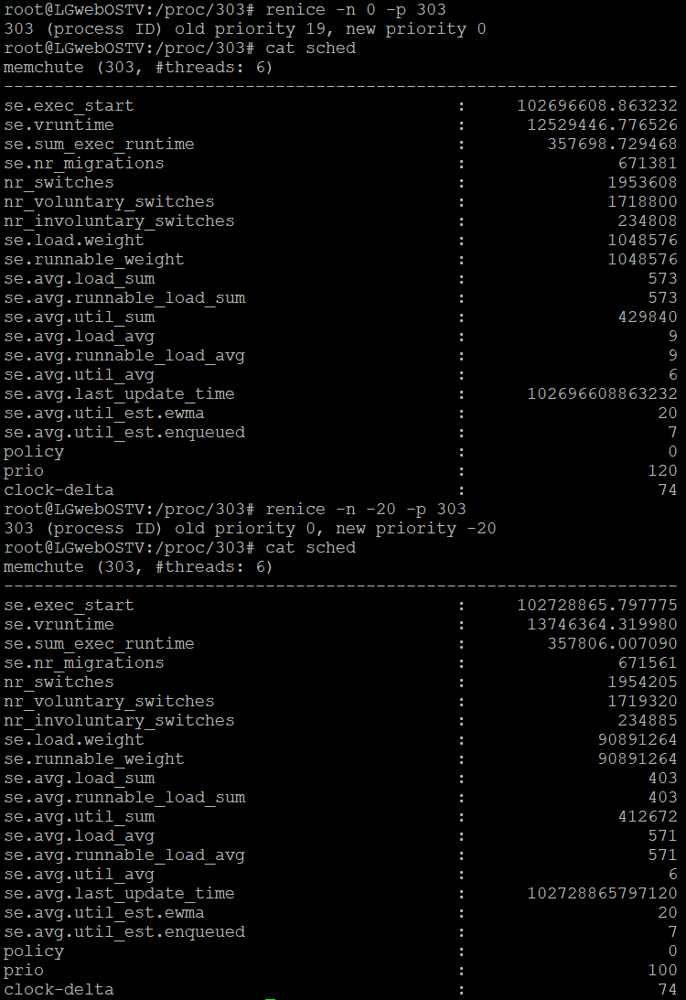 root@LGwebOSTV:/proc/303# renice -n 0 -p 303
303 (process ID) old priority 19, new priority 0
root@LGwebOSTV:/proc/303# cat sched
memchute (303, #threads: 6)
-------------------------------------------------------------------
se.exec_start                                :     102696608.863232
se.vruntime                                  :      12529446.776526
se.sum_exec_runtime                          :        357698.729468
se.nr_migrations                             :               671381
nr_switches                                  :              1953608
nr_voluntary_switches                        :              1718800
nr_involuntary_switches                      :               234808
se.load.weight                               :              1048576
se.runnable_weight                           :              1048576
se.avg.load_sum                              :                  573
se.avg.runnable_load_sum                     :                  573
se.avg.util_sum                              :               429840
se.avg.load_avg                              :                    9
se.avg.runnable_load_avg                     :                    9
se.avg.util_avg                              :                    6
se.avg.last_update_time                      :      102696608863232
se.avg.util_est.ewma                         :                   20
se.avg.util_est.enqueued                     :                    7
policy                                       :                    0
prio                                         :                  120
clock-delta                                  :                   74
root@LGwebOSTV:/proc/303# renice -n -20 -p 303
303 (process ID) old priority 0, new priority -20
root@LGwebOSTV:/proc/303# cat sched
memchute (303, #threads: 6)
-------------------------------------------------------------------
se.exec_start                                :     102728865.797775
se.vruntime                                  :      13746364.319980
se.sum_exec_runtime                          :        357806.007090
se.nr_migrations                             :               671561
nr_switches                                  :              1954205
nr_voluntary_switches                        :              1719320
nr_involuntary_switches                      :               234885
se.load.weight                               :             90891264
se.runnable_weight                           :             90891264
se.avg.load_sum                              :                  403
se.avg.runnable_load_sum                     :                  403
se.avg.util_sum                              :               412672
se.avg.load_avg                              :                  571
se.avg.runnable_load_avg                     :                  571
se.avg.util_avg                              :                    6
se.avg.last_update_time                      :      102728865797120
se.avg.util_est.ewma                         :                   20
se.avg.util_est.enqueued                     :                    7
policy                                       :                    0
prio                                         :                  100
clock-delta                                  :                   74